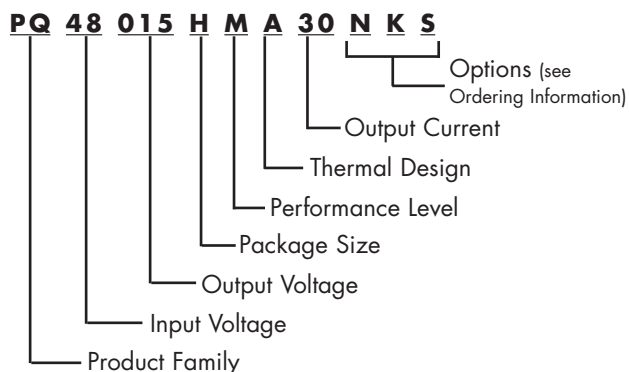 PQ 48 015 H M A 30 N K S
Options (see
Ordering Information)
Output Current
Thermal Design
Performance Level
Package Size
Output Voltage
Input Voltage
Product Family